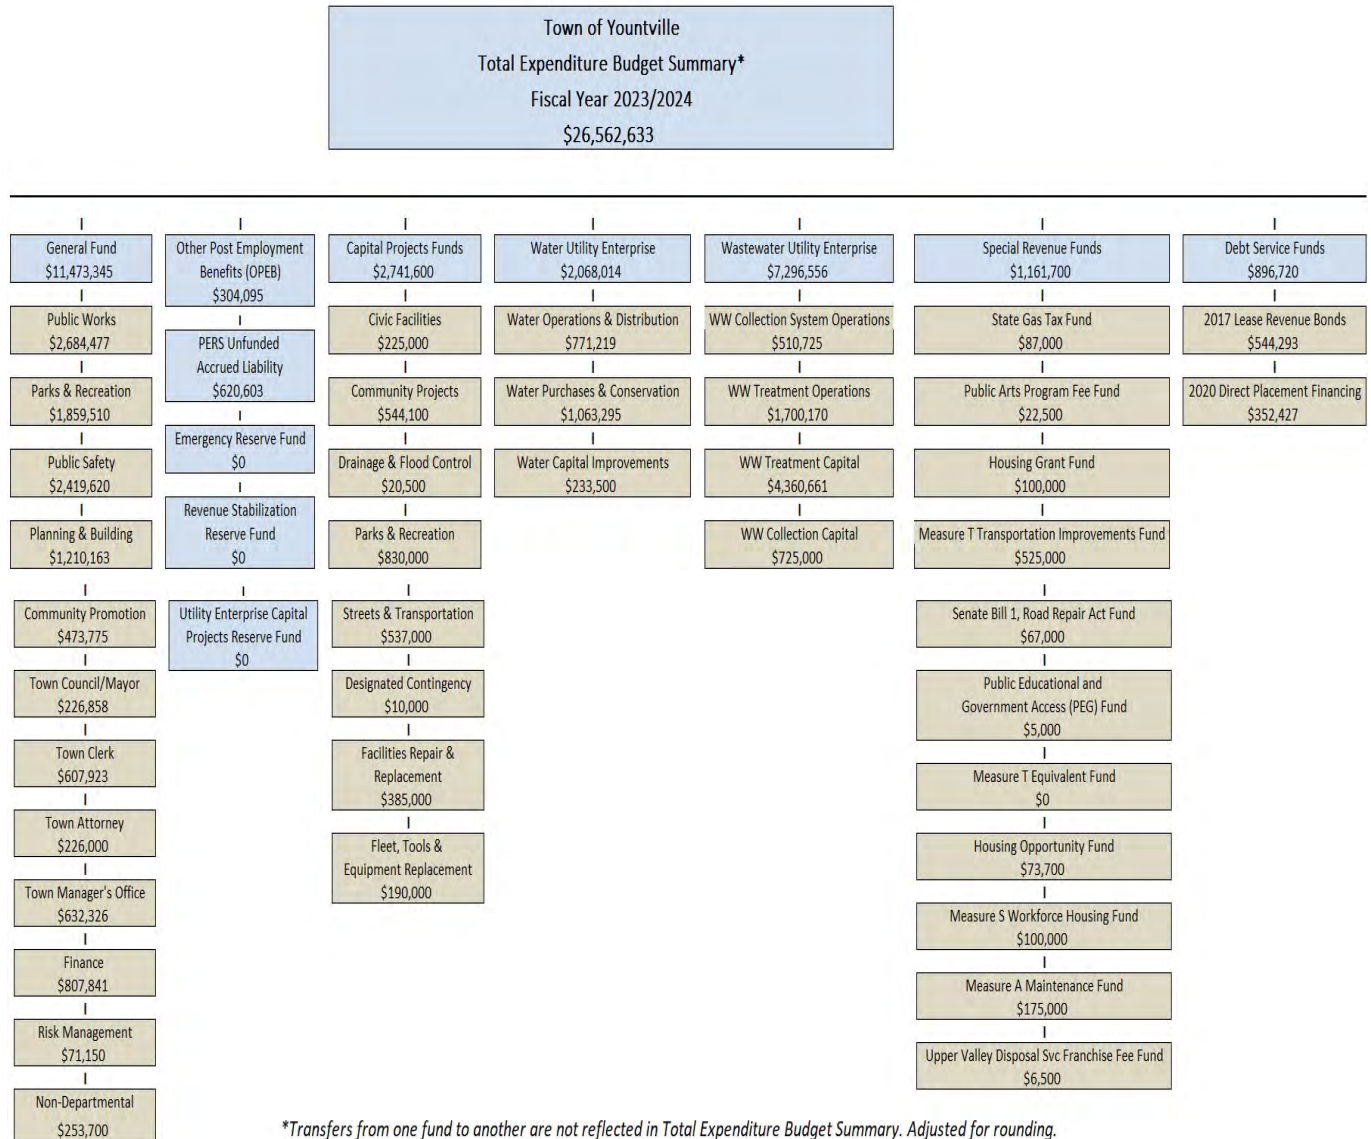 Town of Yountville
Total Expenditure Budget Summary*
Fiscal Year 2023/2024
$26,562,633
General Fund
$11,473,345
Public Works
$2,684,477
Parks & Recreation
$1,859,510
Public Safety
$2,419,620
Planning & Building
$1,210,163
Community Promotion
$473,775
Town Council/Mayor
$226,858
Town Clerk
$607,923
Town Attorney
$226,000
Town Manager's Office
$632,326
Finance
$807,841
Risk Management
$71,150
Non-Departmental
$253,700
Other Post Employment
Benefits (OPEB)
$304,095
PERS Unfunded
Accrued Liability
$620,603
Emergency Reserve Fund
$0
Revenue Stabilization
Reserve Fund
$0
Utility Enterprise Capital
Projects Reserve Fund
$0
Capital Projects Funds
$2,741,600
Civic Facilities
$225,000
Community Projects
$544,100
Drainage & Flood Control
$20,500
Parks & Recreation
$830,000
Streets & Transportation
$537,000
Designated Contingency
$10,000
Facilities Repair &
Replacement
$385,000
Fleet, Tools &
Equipment Replacement
$190,000
Water Utility Enterprise
$2,068,014
Water Operations & Distribution
$771,219
Water Purchases & Conservation
$1,063,295
Water Capital Improvements
$233,500
Wastewater Utility Enterprise
$7,296,556
WW Collection System Operations
$510,725
WW Treatment Operations
$1,700,170
WW Treatment Capital
$4,360,661
WW Collection Capital
$725,000
Special Revenue Funds
$1,161,700
State Gas Tax Fund
$87,000
Public Arts Program Fee Fund
$22,500
Housing Grant Fund
$100,000
Measure T Transportation Improvements Fund
$525,000
Senate Bill 1, Road Repair Act Fund
$67,000
Public Educational and
Government Access (PEG) Fund
$5,000
Measure T Equivalent Fund
$0
Housing Opportunity Fund
$73,700
Measure S Workforce Housing Fund
$100,000
Measure A Maintenance Fund
$175,000
Upper Valley Disposal Svc Franchise Fee Fund
$6,500
Debt Service Funds
$896,720
2017 Lease Revenue Bonds
$544,293
2020 Direct Placement Financing
$352,427
*Transfers from one fund to another are not reflected in Total Expenditure Budget Summary. Adjusted for rounding.